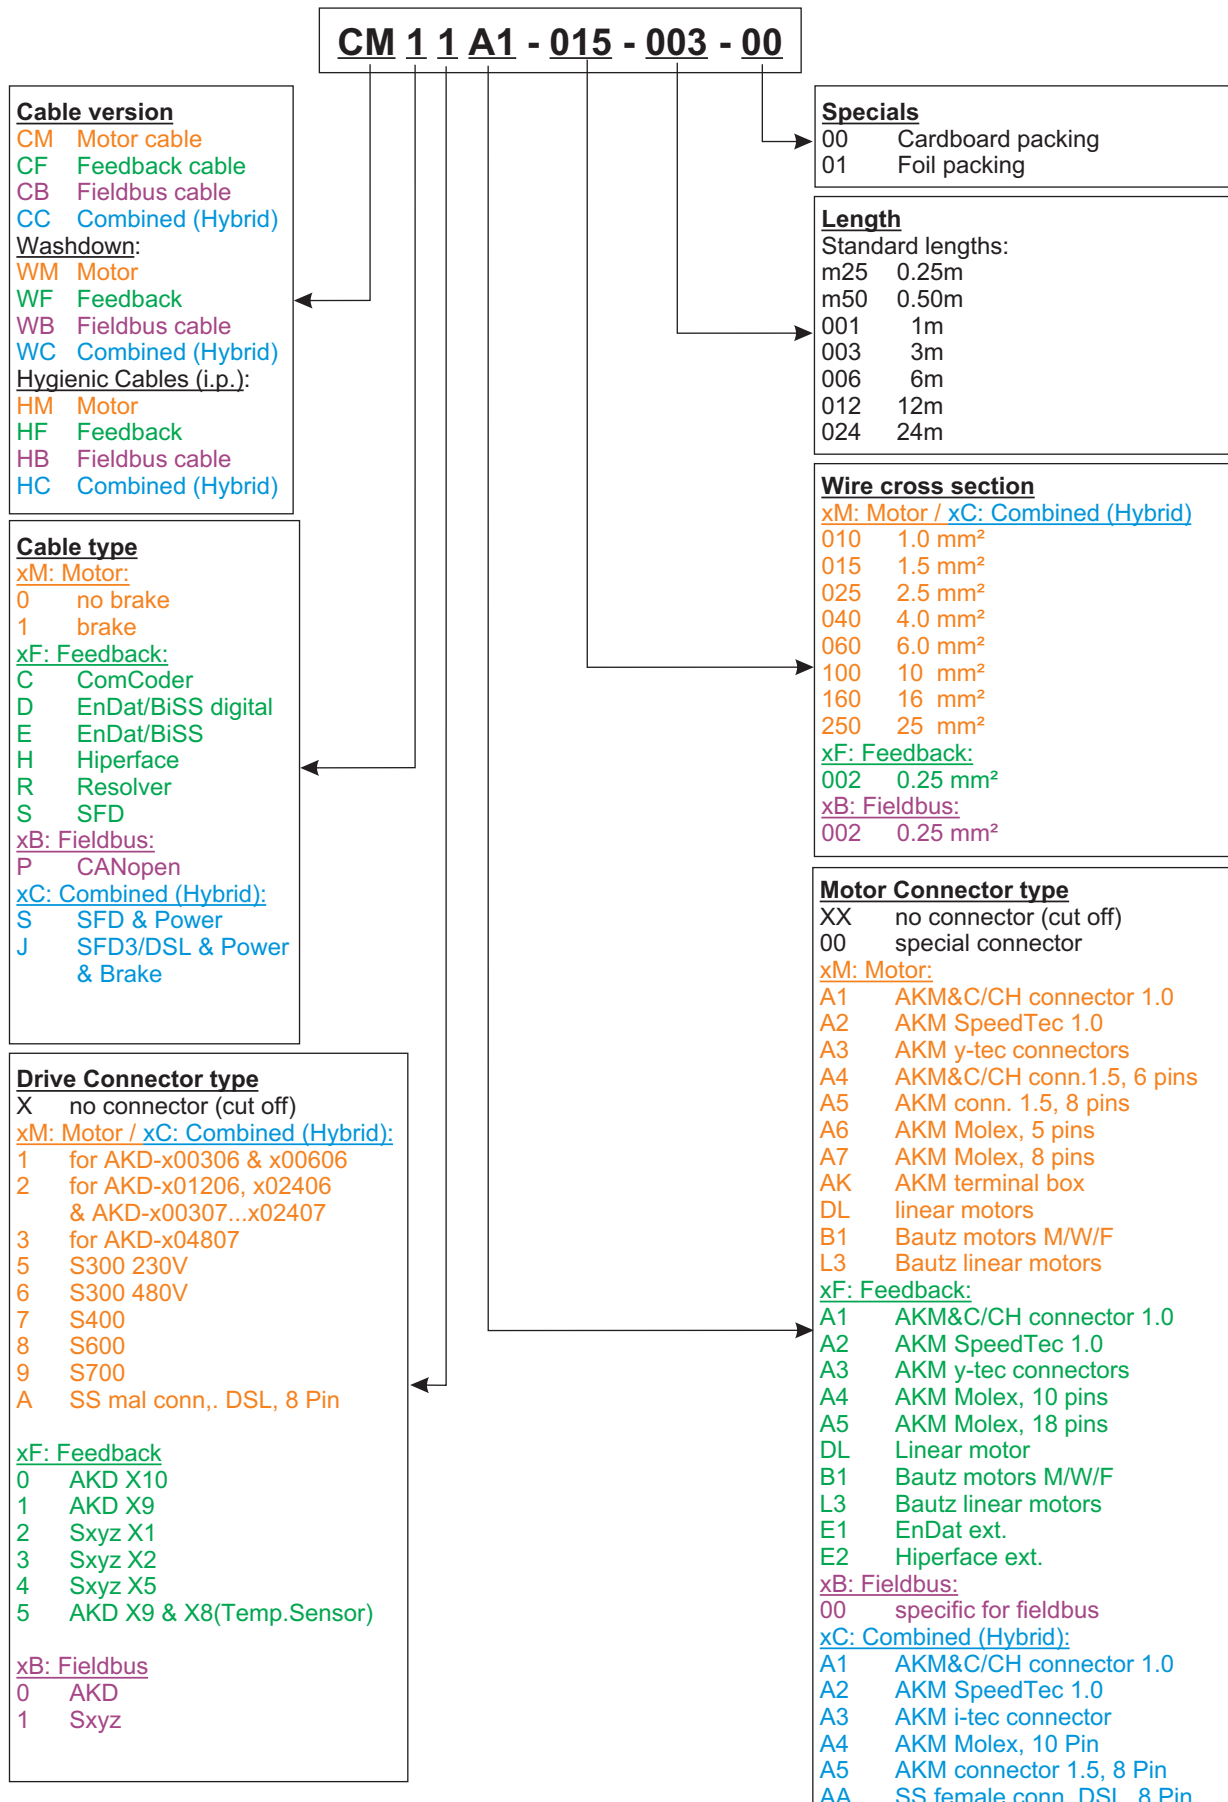 CM 1 1 A1 - 015 - 003 - 00
Cable version
CM Motor cable
CF Feedback cable
CB Fieldbus cable
CC Combined (Hybrid)
Washdown:
WM Motor
WF Feedback
WB Fieldbus cable
WC Combined (Hybrid)
Hygienic Cables (i.p.):
HM Motor
HF Feedback
HB Fieldbus cable
HC Combined (Hybrid)
Cable type
xM: Motor:
0 no brake
1 brake
xF: Feedback:
C ComCoder
D EnDat/BiSS digital
E EnDat/BiSS
H Hiperface
R Resolver
S SFD
xB: Fieldbus:
P CANopen
xC: Combined (Hybrid):
S SFD & Power
J SFD3/DSL & Power
& Brake
Drive Connector type
X no connector (cut off)
xM: Motor / xC: Combined (Hybrid):
1 for AKD-x00306 & x00606
2 for AKD-x01206, x02406
& AKD-x00307...x02407
3 for AKD-x04807
5 S300 230V
6 S300 480V
7 S400
8 S600
9 S700
A SS mal conn,. DSL, 8 Pin
xF: Feedback
0 AKD X10
1 AKD X9
2 Sxyz X1
3 Sxyz X2
4 Sxyz X5
5 AKD X9 & X8(Temp.Sensor)
xB: Fieldbus
0 AKD
1 Sxyz
Specials
00 Cardboard packing
01 Foil packing
Length
Standard lengths:
m25 0.25m
m50 0.50m
001 1m
003 3m
006 6m
012 12m
024 24m
Wire cross section
xM: Motor / xC: Combined (Hybrid)
010 1.0 mm²
015 1.5 mm²
025 2.5 mm²
040 4.0 mm²
060 6.0 mm²
100 10 mm²
160 16 mm²
250 25 mm²
xF: Feedback:
002 0.25 mm²
xB: Fieldbus:
002 0.25 mm²
Motor Connector type
XX no connector (cut off)
00 special connector
xM: Motor:
A1 AKM&C/CH connector 1.0
A2 AKM SpeedTec 1.0
A3 AKM y-tec connectors
A4 AKM&C/CH conn.1.5, 6 pins
A5 AKM conn. 1.5, 8 pins
A6 AKM Molex, 5 pins
A7 AKM Molex, 8 pins
AK AKM terminal box
DL linear motors
B1 Bautz motors M/W/F
L3 Bautz linear motors
xF: Feedback:
A1 AKM&C/CH connector 1.0
A2 AKM SpeedTec 1.0
A3 AKM y-tec connectors
A4 AKM Molex, 10 pins
A5 AKM Molex, 18 pins
DL Linear motor
B1 Bautz motors M/W/F
L3 Bautz linear motors
E1 EnDat ext.
E2 Hiperface ext.
xB: Fieldbus:
00 specific for fieldbus
xC: Combined (Hybrid):
A1 AKM&C/CH connector 1.0
A2 AKM SpeedTec 1.0
A3 AKM i-tec connector
A4 AKM Molex, 10 Pin
A5 AKM connector 1.5, 8 Pin
AA SS female conn. DSL, 8 Pin